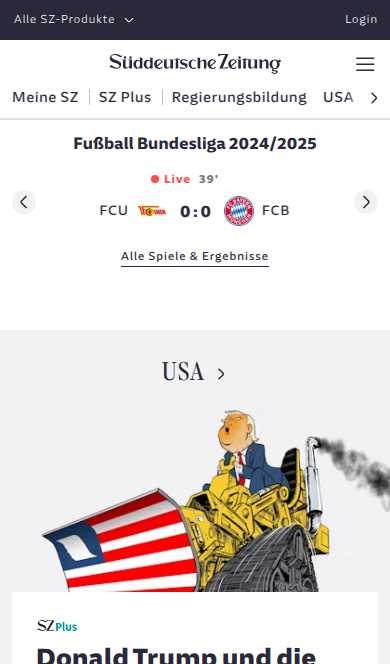 Alle SZ-Produkte
Login
Süddeutsche Zeitung
Meine SZ
SZ Plus
Regierungsbildung
USA
Fußball Bundesliga 2024/2025
Live 39'
FCU 0:0 FCB
Alle Spiele & Ergebnisse
USA
SZ Plus
Donald Trump und die